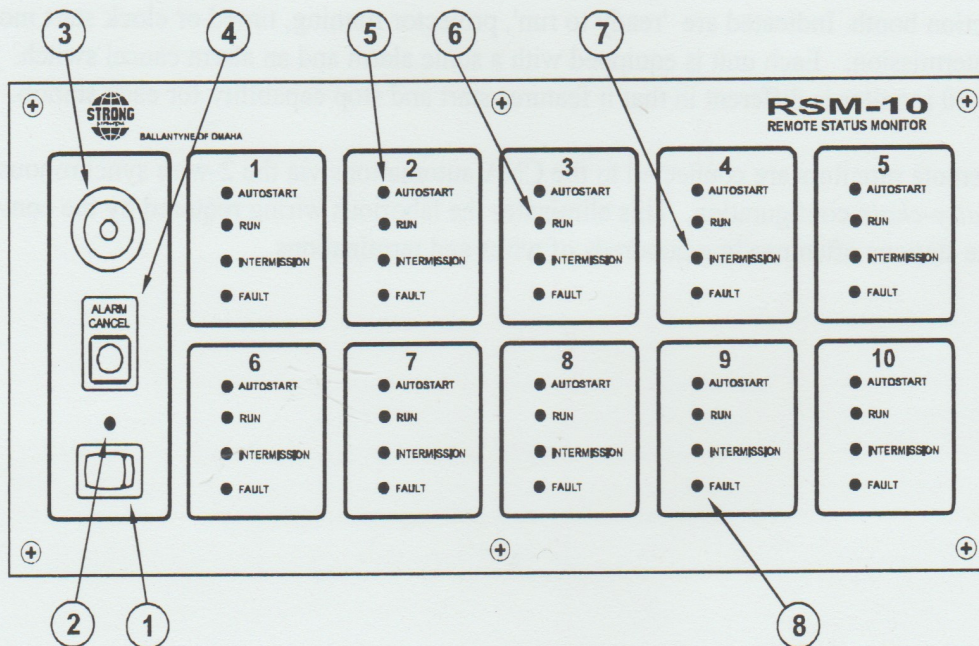 3
4
5
6
7
STRONG
BALLANTYNE OF OMAHA
RSM-10
REMOTE STATUS MONITOR
ALARM
CANCEL
1
AUTOSTART
RUN
INTERMISSION
FAULT
2
AUTOSTART
RUN
INTERMISSION
FAULT
3
AUTOSTART
RUN
INTERMISSION
FAULT
4
AUTOSTART
RUN
INTERMISSION
FAULT
5
AUTOSTART
RUN
INTERMISSION
FAULT
6
AUTOSTART
RUN
INTERMISSION
FAULT
7
AUTOSTART
RUN
INTERMISSION
FAULT
8
AUTOSTART
RUN
INTERMISSION
FAULT
9
AUTOSTART
RUN
INTERMISSION
FAULT
10
AUTOSTART
RUN
INTERMISSION
FAULT
2
1
8